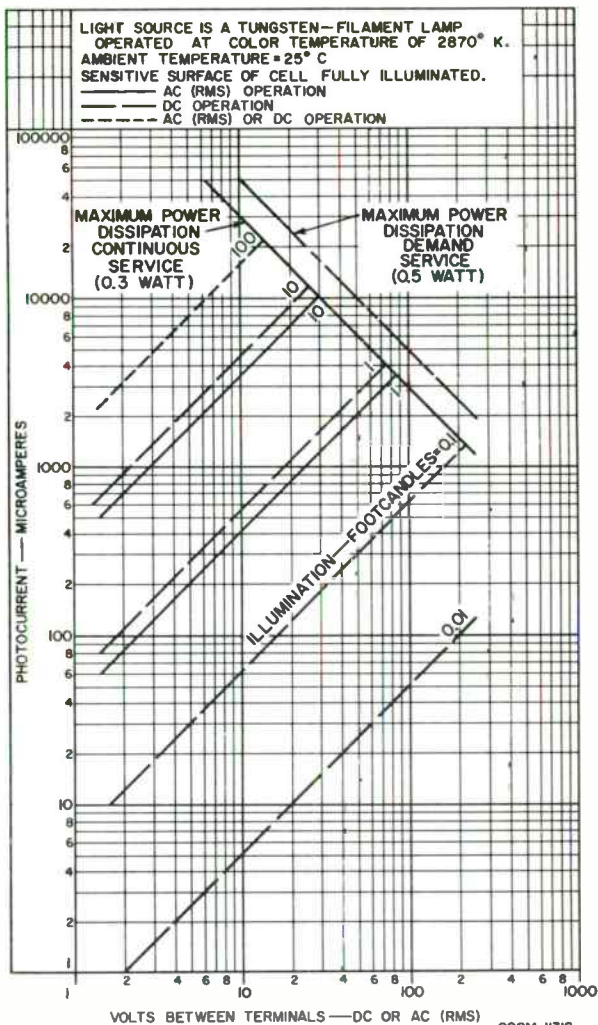 LIGHT SOURCE IS A TUNGSTEN—FILAMENT LAMP
OPERATED AT COLOR TEMPERATURE OF 2870° K.
AMBIENT TEMPERATURE = 25° C
SENSITIVE SURFACE OF CELL FULLY ILLUMINATED.
AC (RMS) OPERATION
DC OPERATION
AC (RMS) OR DC OPERATION
100000
8
6
4
MAXIMUM POWER
DISSIPATION
CONTINUOUS
SERVICE
(0.3 WATT)
MAXIMUM POWER
DISSIPATION
DEMAND
SERVICE
(0.5 WATT)
2
100
10000
10
10
8
6
4
1
1
2
ILLUMINATION—FOOTCANDLES=0.1
1000
8
6
4
2
0.01
100
8
6
4
2
10
8
6
4
2
1
PHOTOCURRENT — MICROAMPERES
1 2 4 6 8 10 2 4 6 8 100 2 4 6 8 1000
VOLTS BETWEEN TERMINALS — DC OR AC (RMS)